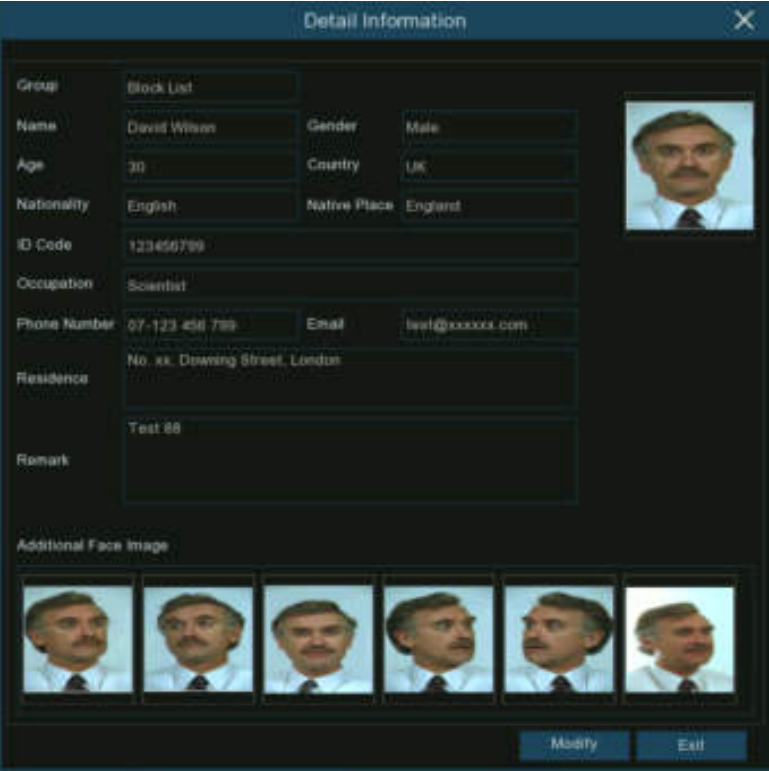 Detail Information
Group Block List
Name David Wilson Gender Male
Age 30 Country UK
Nationality English Native Place England
ID Code 123456789
Occupation Scientist
Phone Number 07-123 456 789 Email test@xxxxxx.com
No. xx, Downing Street, London
Residence
Test 88
Remark
Additional Face Image
Modify Exit